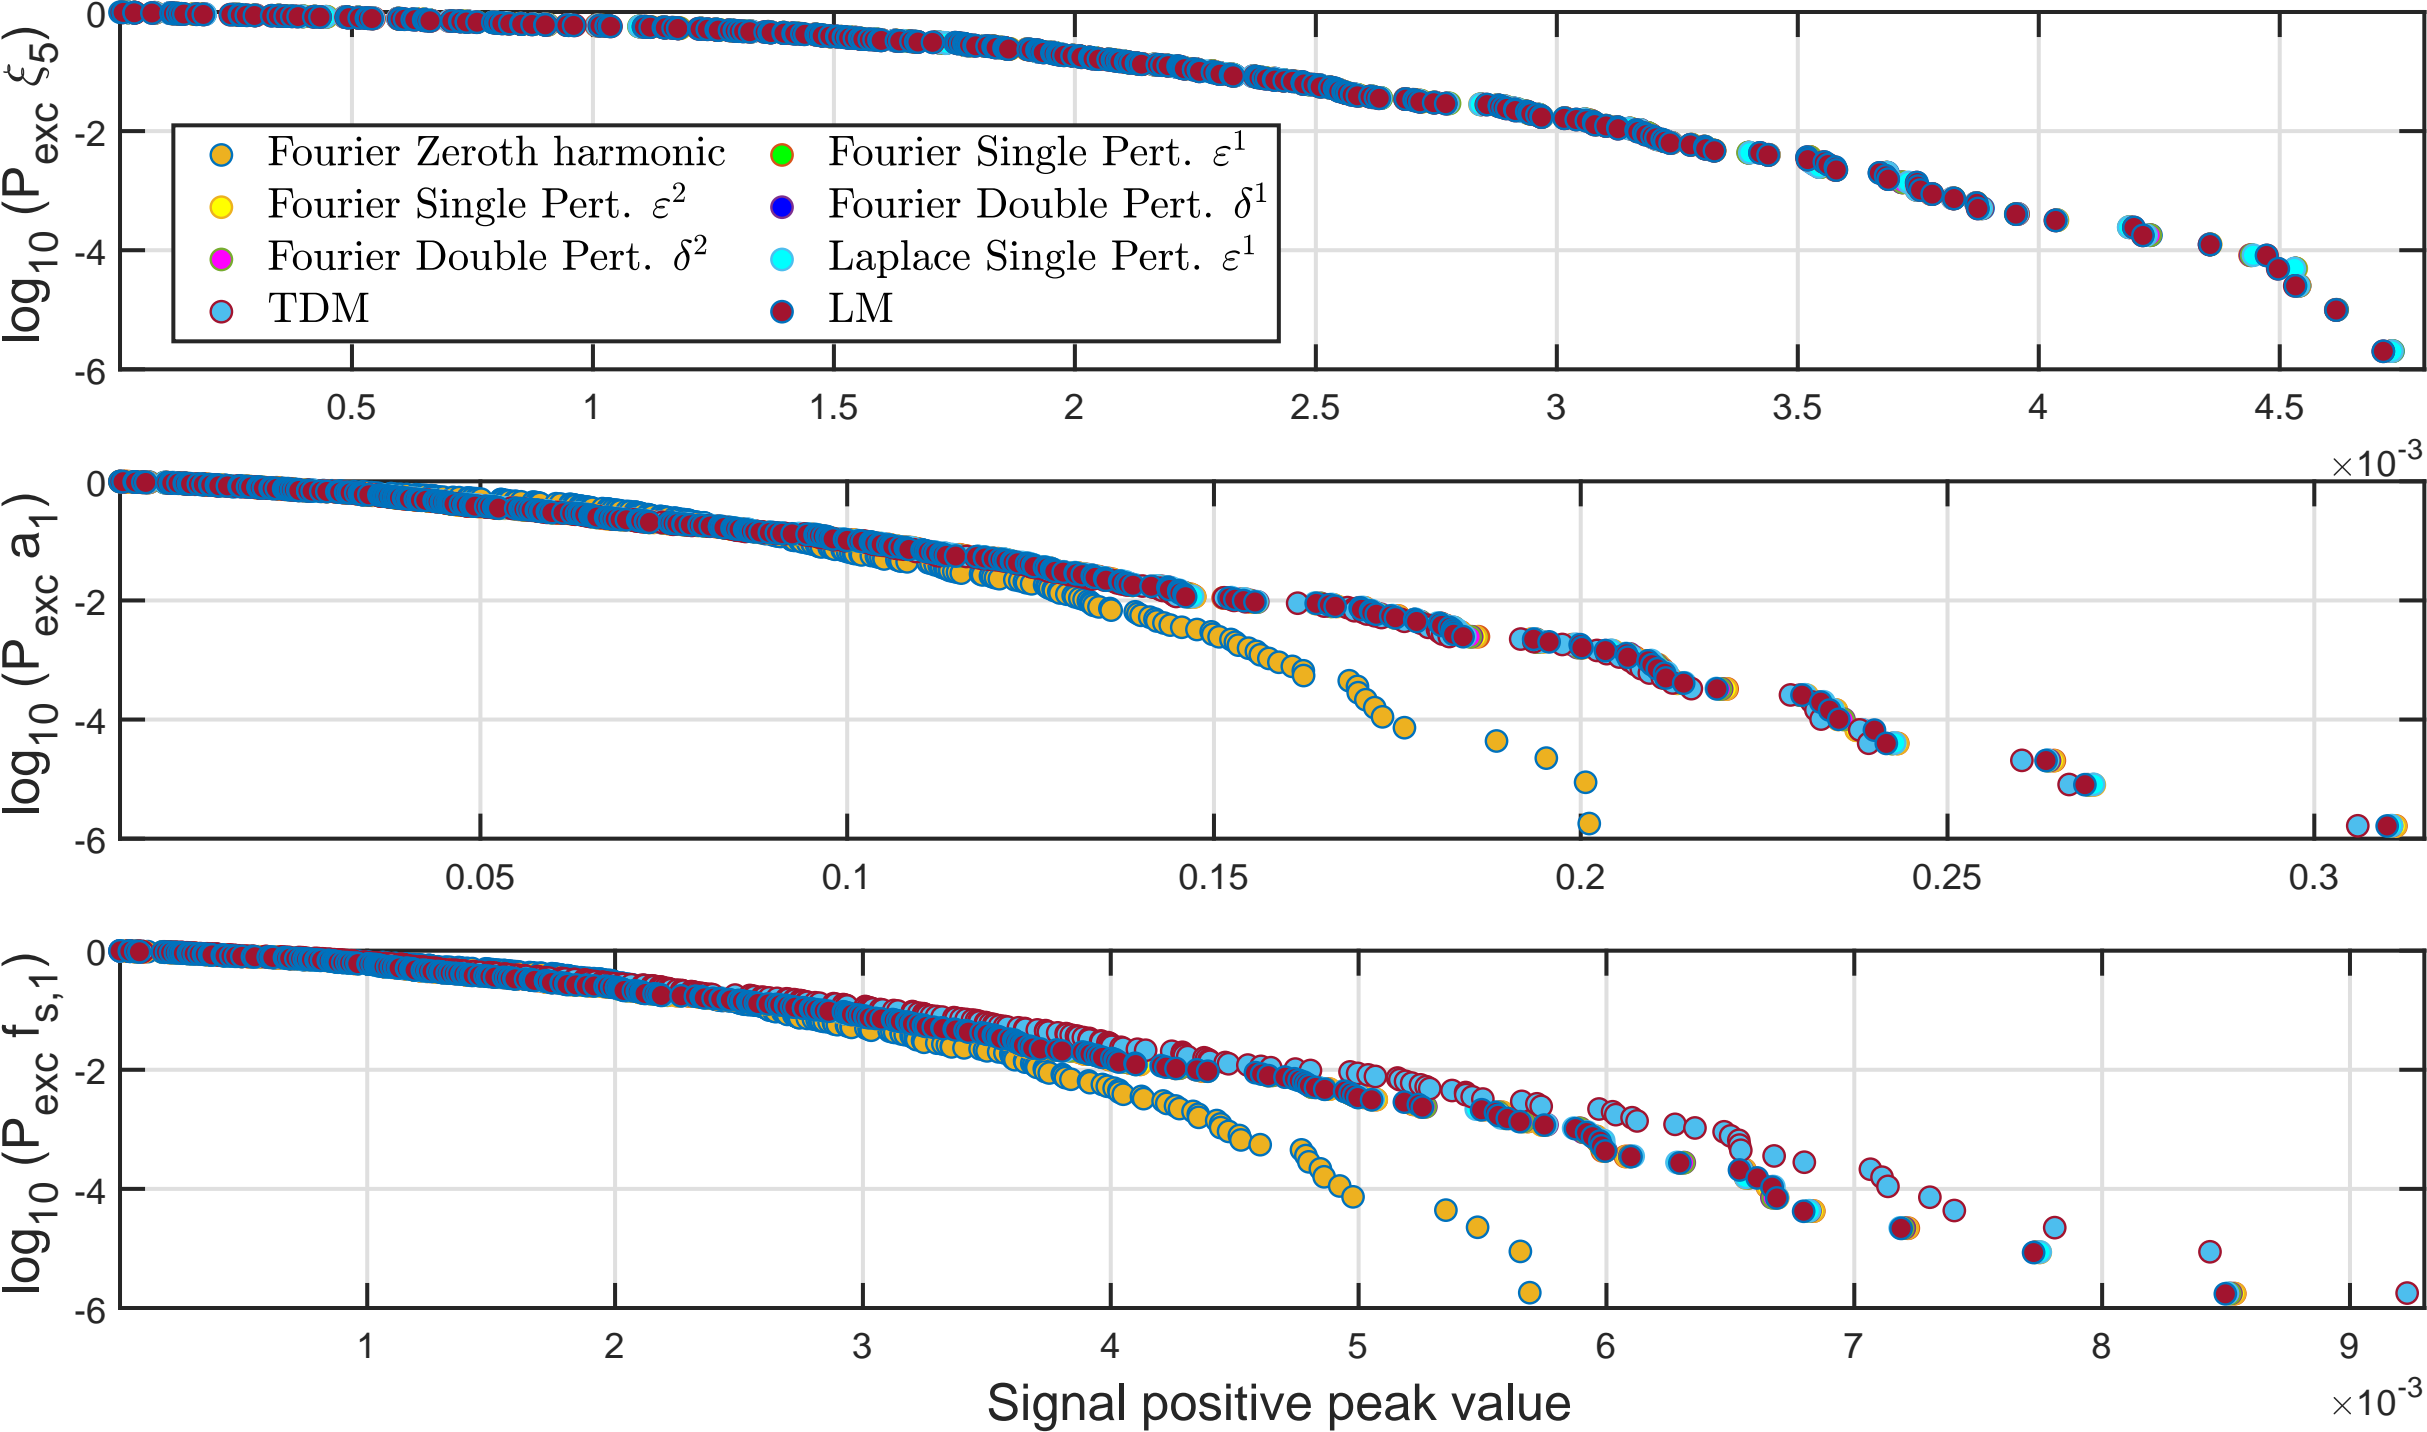 log10 (Pexc ξ5)
0
-2
-4
-6
Fourier Zeroth harmonic
Fourier Single Pert. ε1
Fourier Single Pert. ε2
Fourier Double Pert. δ1
Fourier Double Pert. δ2
Laplace Single Pert. ε1
TDM
LM
0.5 1 1.5 2 2.5 3 3.5 4 4.5
×10-3
log10 (Pexc a1)
0
-2
-4
-6
0.05 0.1 0.15 0.2 0.25 0.3
log10 (Pexc fs,1)
0
-2
-4
-6
1 2 3 4 5 6 7 8 9
Signal positive peak value
×10-3